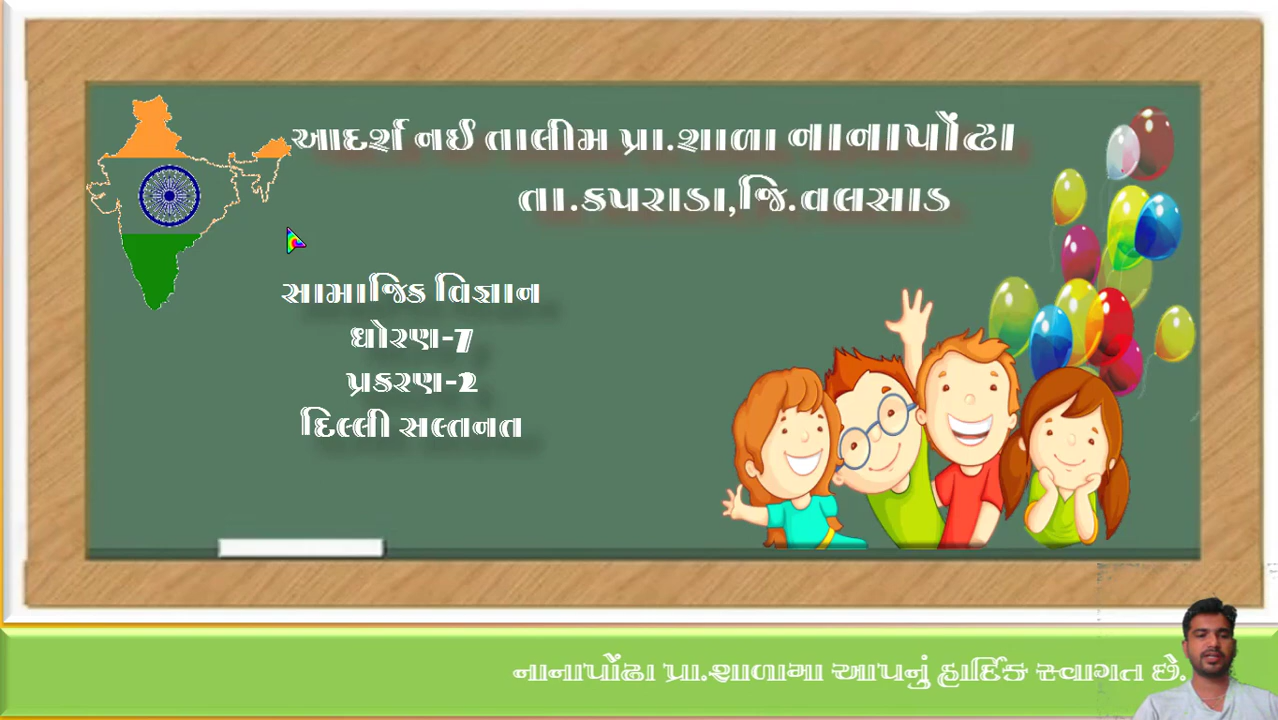 આદર્શ નઈ તાલીમ પ્રા.શાળા નાનાપોંઢા
તા.કપરાડા,જિ.વલસાડ
સામાજિક વિજ્ઞાન
ધોરણ-7
પ્રકરણ-2
દિલ્લી સલ્તનત
નાનાપોંઢા પ્રા.શાળામા આપનું હાર્દિક સ્વાગત છે.